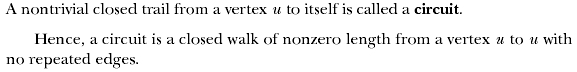 A nontrivial closed trail from a vertex u to itself is called a circuit.
Hence, a circuit is a closed walk of nonzero length from a vertex u to u with
no repeated edges.